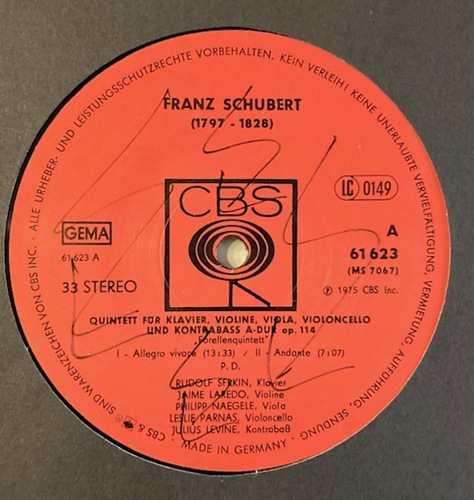 ALLE URHEBER- UND LEISTUNGSSCHUTZRECHTE VORBEHALTEN, KEIN VERLEIH! KEINE UNERLAUBTE VERVIELFÄLTIGUNG, VERMIETUNG, AUFFÜHRUNG, SENDUNG.
FRANZ SCHUBERT
(1797 - 1828)
CBS
LC 0149
GEMA
A
61 623 A
61 623
(MS 7067)
33 STEREO
℗ 1975 CBS Inc.
QUINTETT FÜR KLAVIER, VIOLINE, VIOLA, VIOLONCELLO
UND KONTRABASS A-DUR op. 114
"Forellenquintett"
I - Allegro vivace (13:33) / II - Andante (7:07)
P. D.
RUDOLF SERKIN, Klavier
JAIME LAREDO, Violine
PHILIPP NAEGELE, Viola
LESLIE PARNAS, Violoncello
JULIUS LEVINE, Kontrabaß
MADE IN GERMANY
CBS & SIND WARENZEICHEN VON CBS INC.